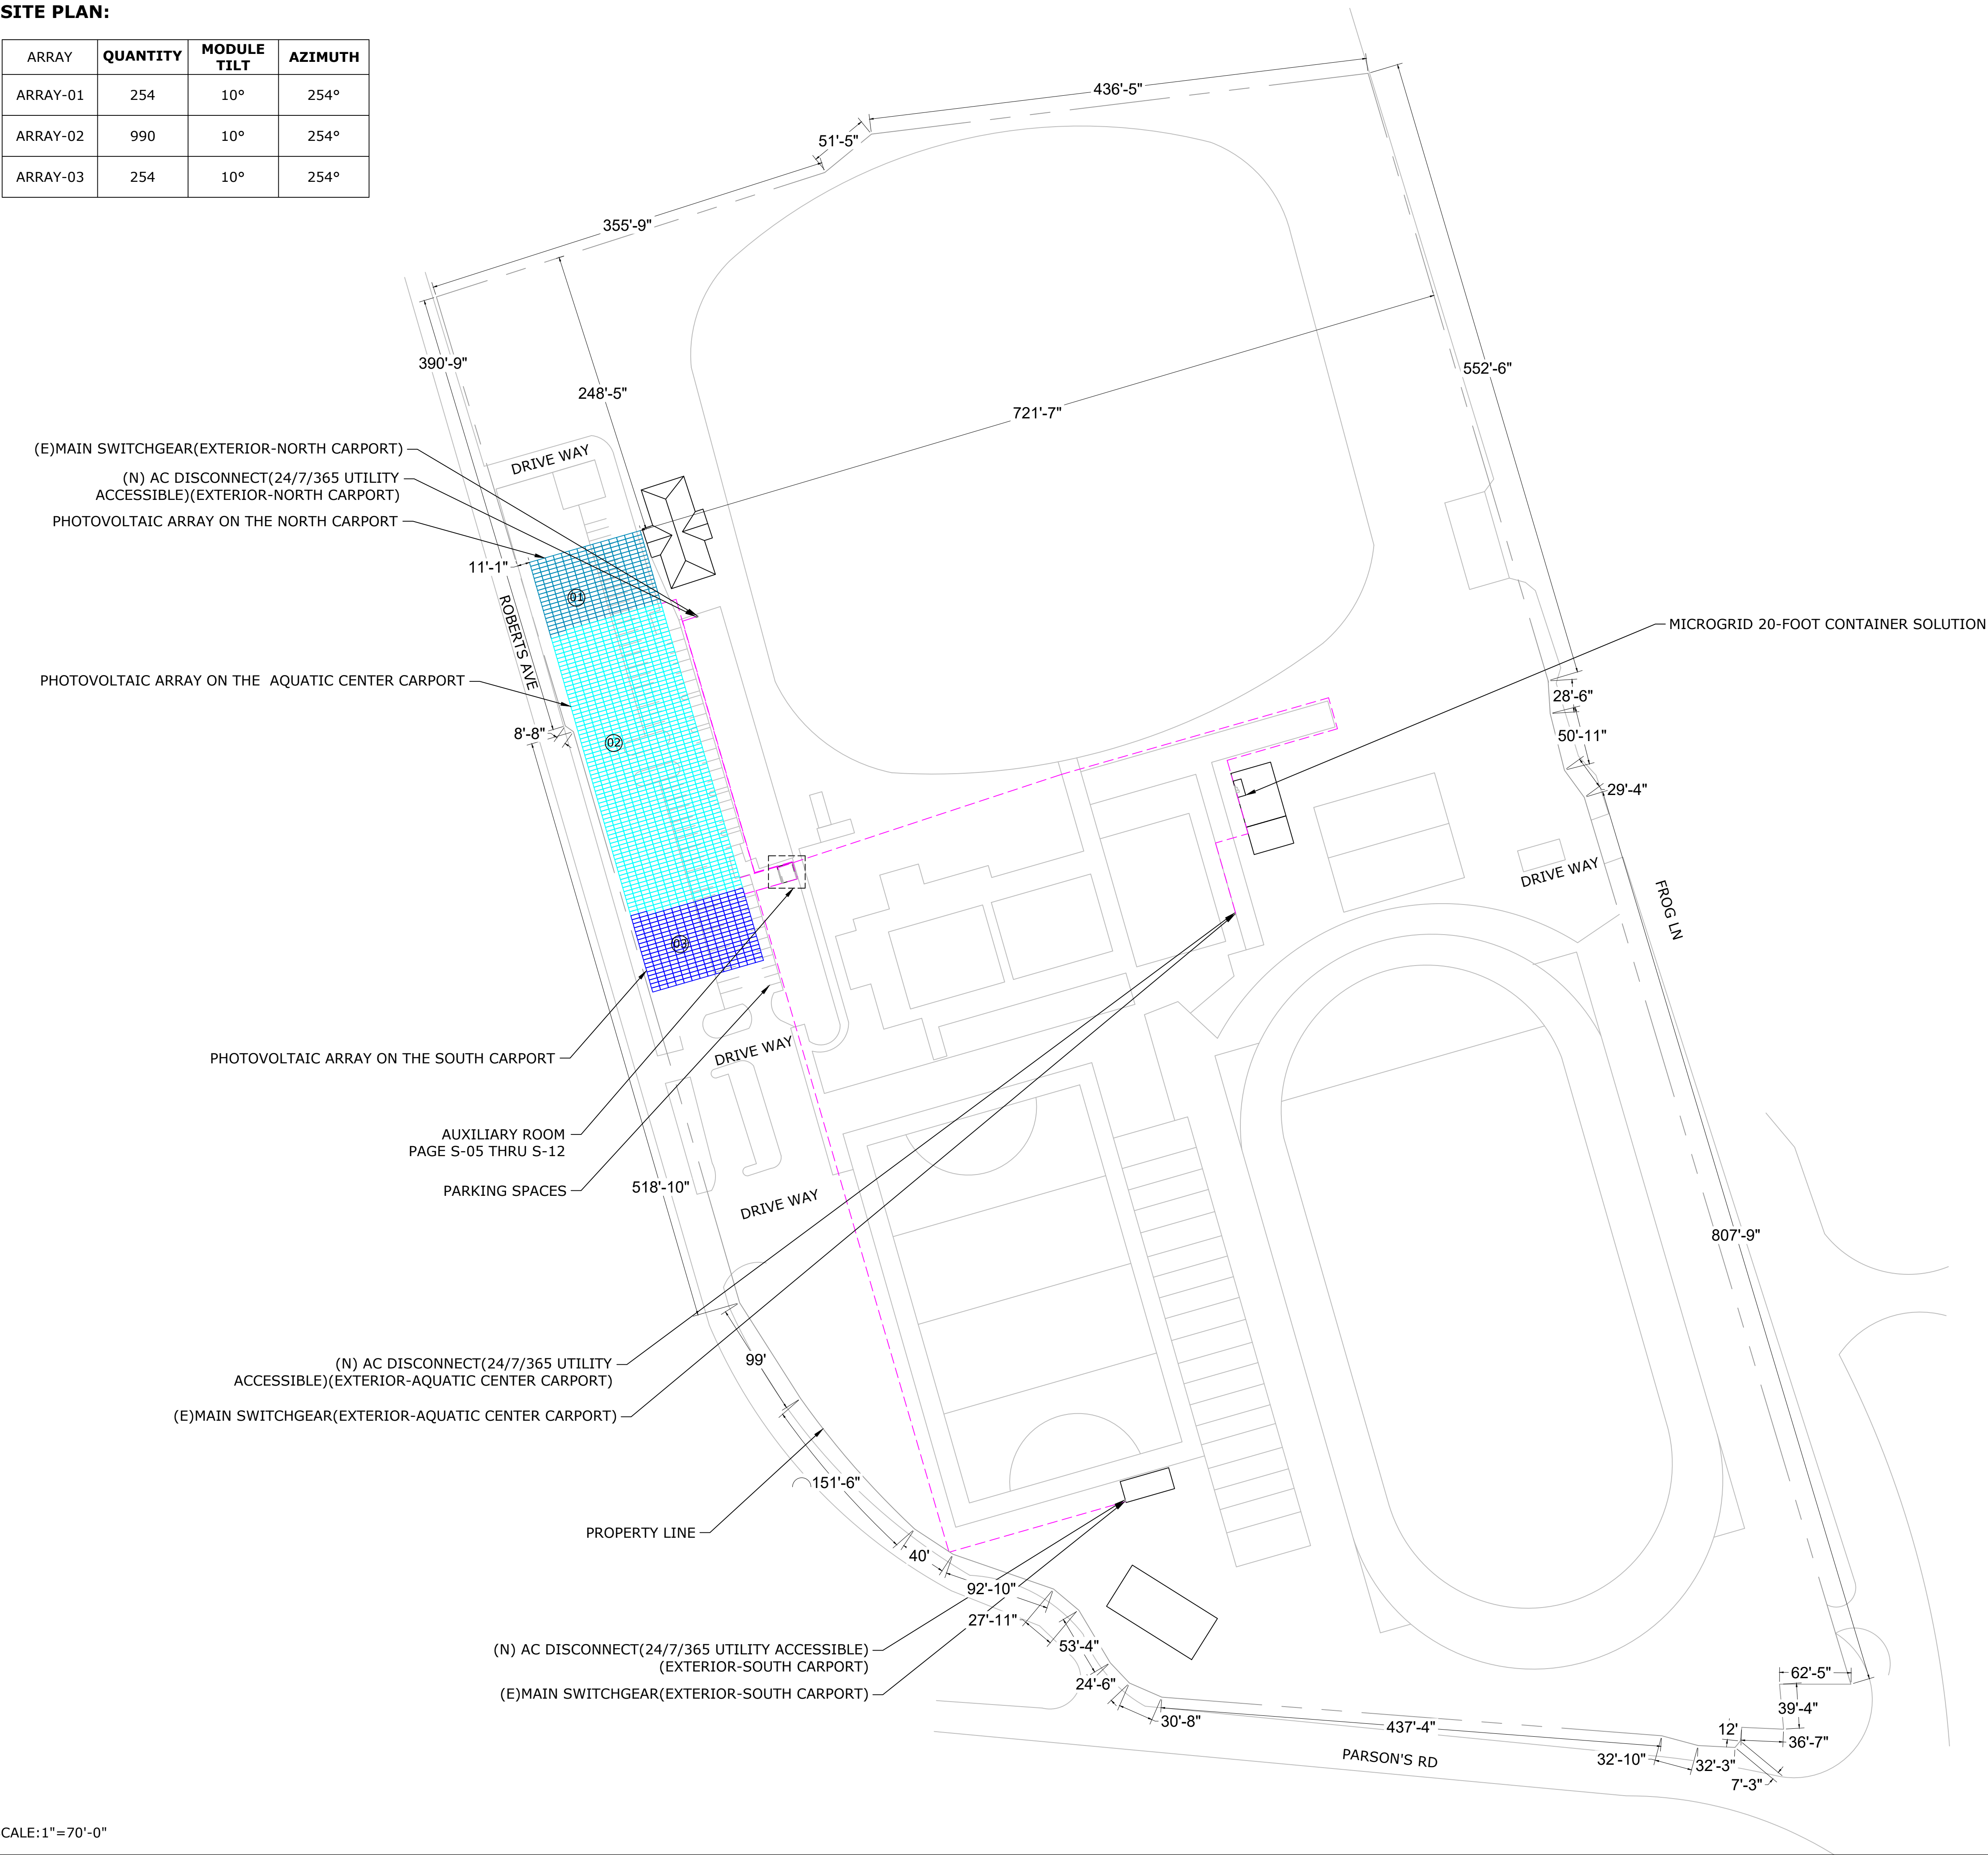 SITE PLAN:
ARRAY QUANTITY MODULE TILT AZIMUTH
ARRAY-01 254 10° 254°
ARRAY-02 990 10° 254°
ARRAY-03 254 10° 254°
436'-5"
51'-5"
355'-9"
390'-9"
248'-5"
552'-6"
721'-7"
(E)MAIN SWITCHGEAR(EXTERIOR-NORTH CARPORT)
DRIVE WAY
(N) AC DISCONNECT(24/7/365 UTILITY
ACCESSIBLE)(EXTERIOR-NORTH CARPORT)
PHOTOVOLTAIC ARRAY ON THE NORTH CARPORT
11'-1"
01
ROBERTS AVE
MICROGRID 20-FOOT CONTAINER SOLUTION
PHOTOVOLTAIC ARRAY ON THE AQUATIC CENTER CARPORT
28'-6"
8'-8"
02
50'-11"
29'-4"
DRIVE WAY
FROG LN
03
PHOTOVOLTAIC ARRAY ON THE SOUTH CARPORT
DRIVE WAY
AUXILIARY ROOM
PAGE S-05 THRU S-12
PARKING SPACES
518'-10"
DRIVE WAY
807'-9"
99'
(N) AC DISCONNECT(24/7/365 UTILITY
ACCESSIBLE)(EXTERIOR-AQUATIC CENTER CARPORT)
(E)MAIN SWITCHGEAR(EXTERIOR-AQUATIC CENTER CARPORT)
151'-6"
PROPERTY LINE
40'
92'-10"
27'-11"
53'-4"
(N) AC DISCONNECT(24/7/365 UTILITY ACCESSIBLE)
(EXTERIOR-SOUTH CARPORT)
24'-6"
(E)MAIN SWITCHGEAR(EXTERIOR-SOUTH CARPORT)
30'-8"
437'-4"
62'-5"
39'-4"
12'
36'-7"
PARSON'S RD
32'-10"
32'-3"
7'-3"
CALE:1"=70'-0"